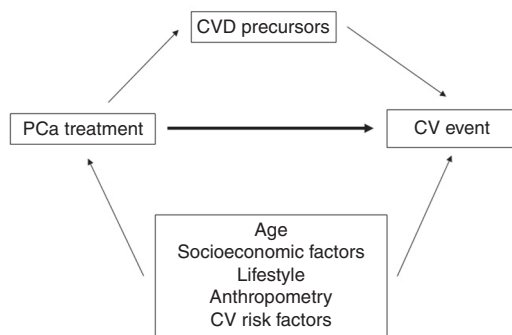 CVD precursors
PCa treatment
CV event
Age
Socioeconomic factors
Lifestyle
Anthropometry
CV risk factors